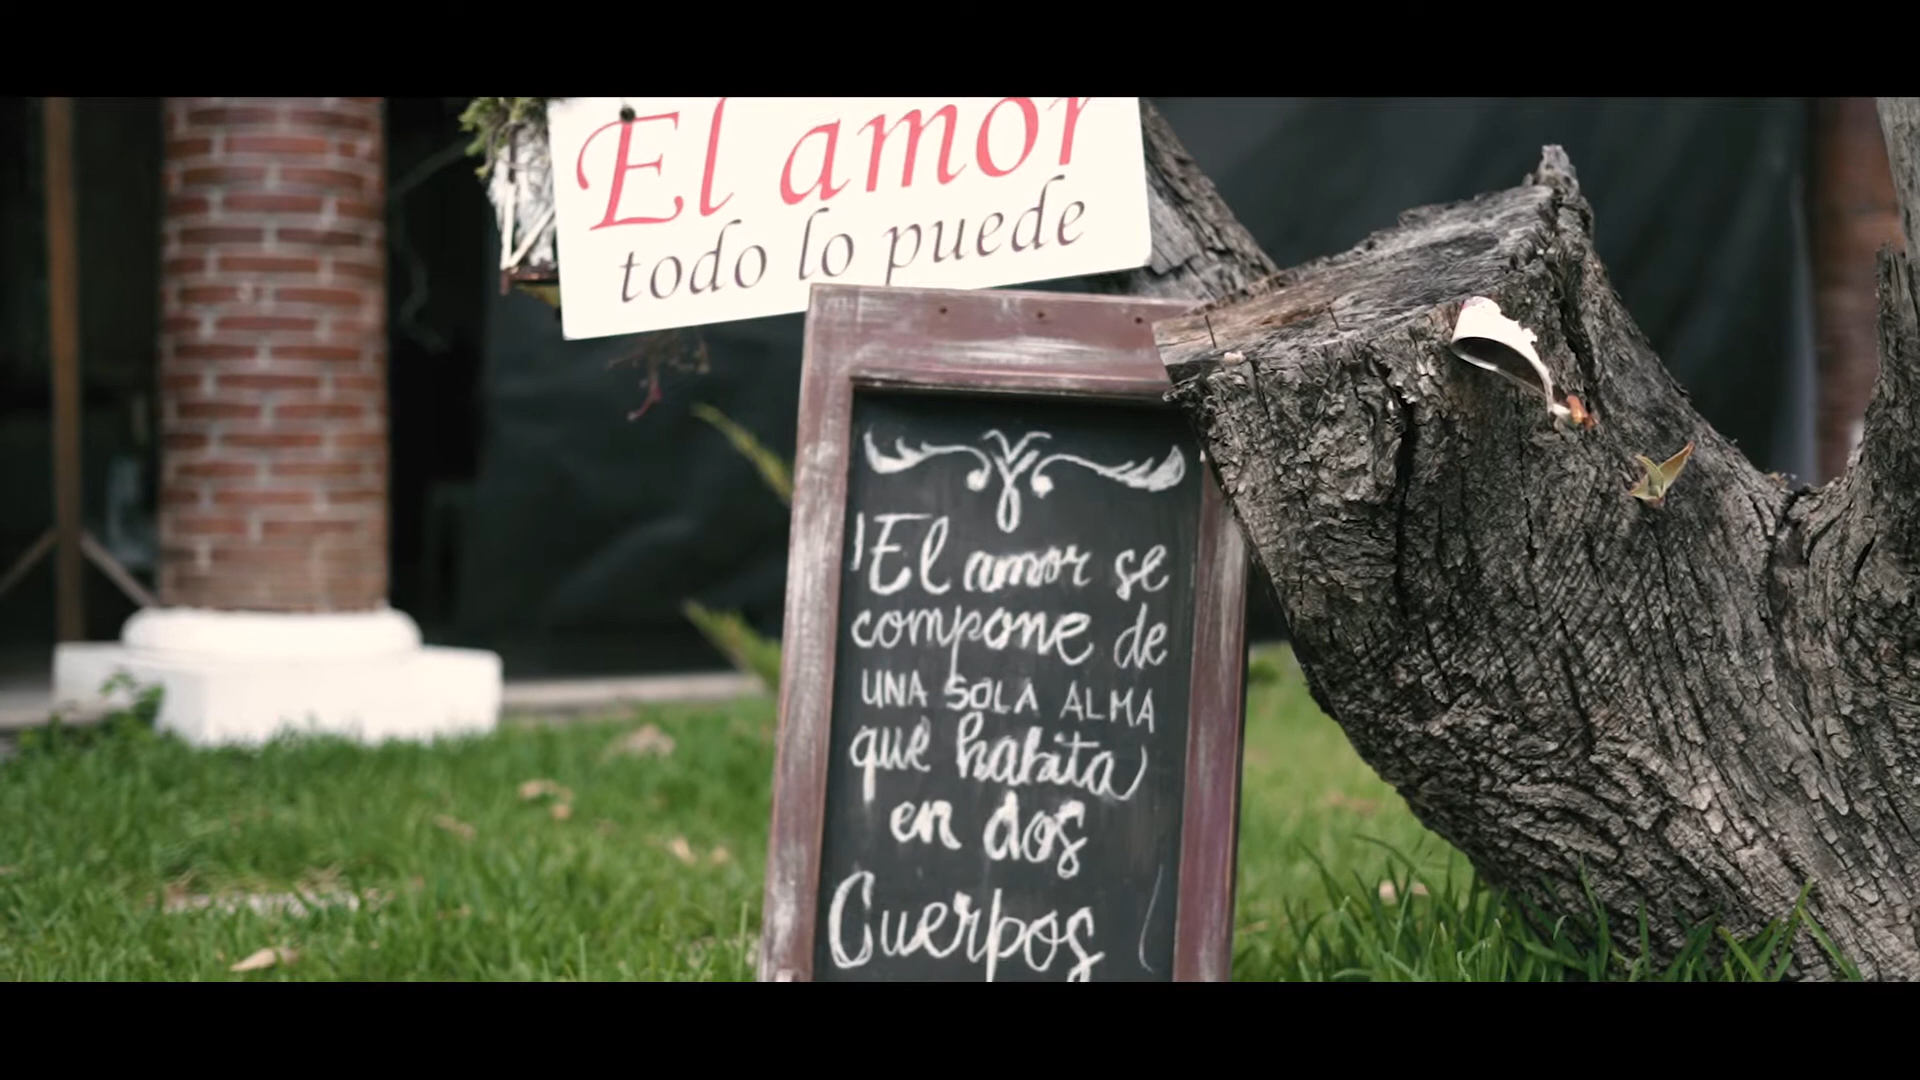 El amor
todo lo puede
¡El amor se
compone de
UNA SOLA ALMA
que habita
en dos
Cuerpos